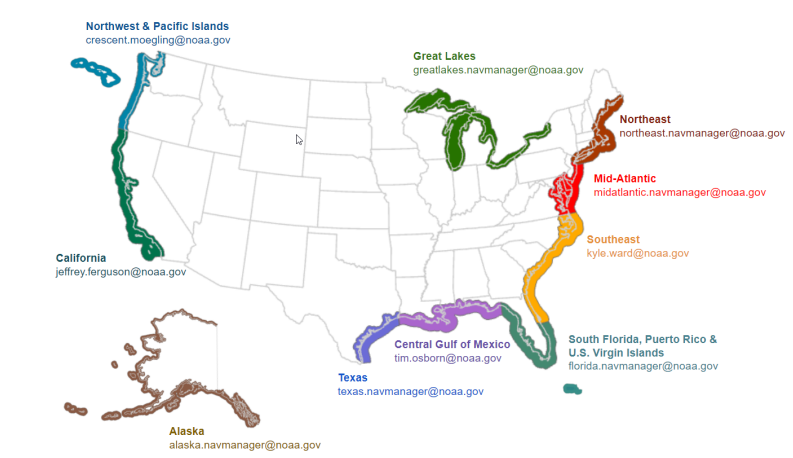 Northwest & Pacific Islands
crescent.moegling@noaa.gov
Great Lakes
greatlakes.navmanager@noaa.gov
Northeast
northeast.navmanager@noaa.gov
Mid-Atlantic
midatlantic.navmanager@noaa.gov
Southeast
kyle.ward@noaa.gov
California
jeffrey.ferguson@noaa.gov
Central Gulf of Mexico
tim.osborn@noaa.gov
South Florida, Puerto Rico &
U.S. Virgin Islands
florida.navmanager@noaa.gov
Texas
texas.navmanager@noaa.gov
Alaska
alaska.navmanager@noaa.gov